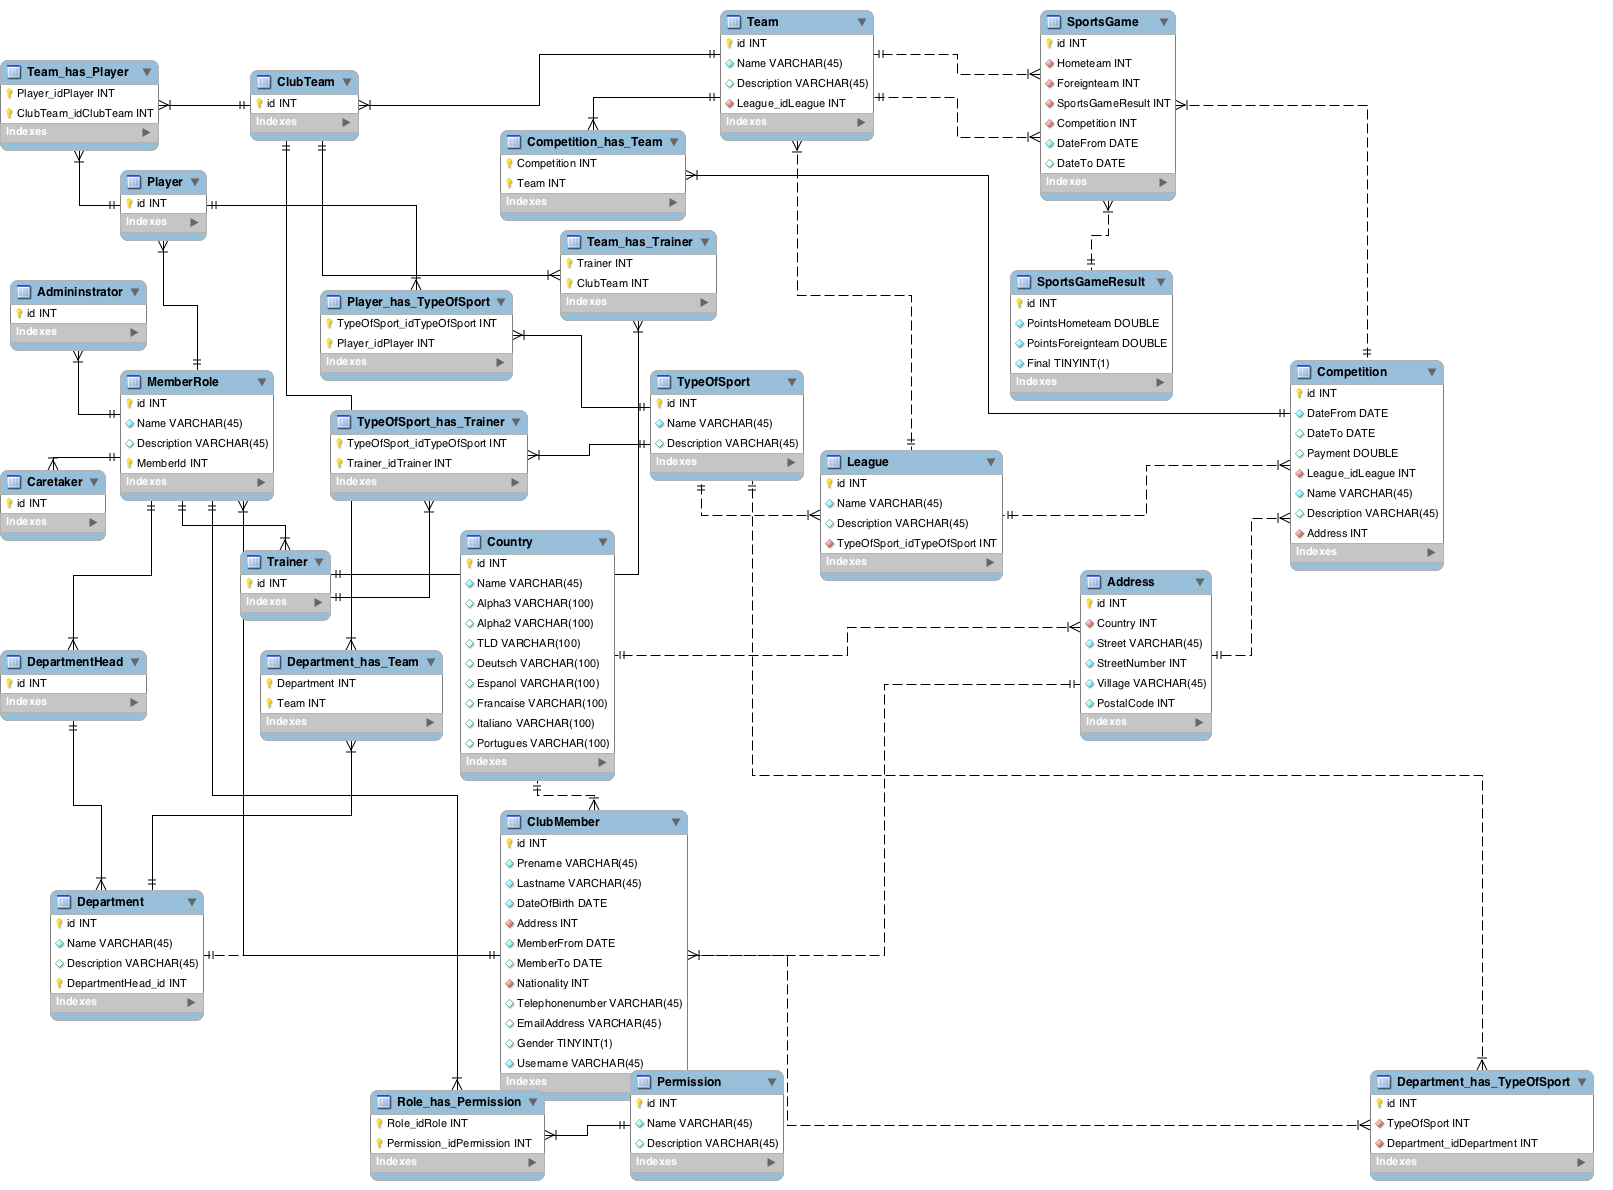 Team_has_Player
Player_idPlayer INT
ClubTeam_idClubTeam INT
Indexes
ClubTeam
id INT
Indexes
Team
id INT
Name VARCHAR(45)
Description VARCHAR(45)
League_idLeague INT
Indexes
SportsGame
id INT
Hometeam INT
Foreignteam INT
SportsGameResult INT
Competition INT
DateFrom DATE
DateTo DATE
Indexes
Competition_has_Team
Competition INT
Team INT
Indexes
Player
id INT
Indexes
Team_has_Trainer
Trainer INT
ClubTeam INT
Indexes
Admininstrator
id INT
Indexes
Player_has_TypeOfSport
TypeOfSport_idTypeOfSport INT
Player_idPlayer INT
Indexes
SportsGameResult
id INT
PointsHometeam DOUBLE
PointsForeignteam DOUBLE
Final TINYINT(1)
Indexes
MemberRole
id INT
Name VARCHAR(45)
Description VARCHAR(45)
MemberId INT
Indexes
TypeOfSport
id INT
Name VARCHAR(45)
Description VARCHAR(45)
Indexes
Competition
id INT
DateFrom DATE
DateTo DATE
Payment DOUBLE
League_idLeague INT
Name VARCHAR(45)
Description VARCHAR(45)
Address INT
Indexes
TypeOfSport_has_Trainer
TypeOfSport_idTypeOfSport INT
Trainer_idTrainer INT
Indexes
Caretaker
id INT
Indexes
League
id INT
Name VARCHAR(45)
Description VARCHAR(45)
TypeOfSport_idTypeOfSport INT
Indexes
Trainer
id INT
Indexes
Country
id INT
Name VARCHAR(45)
Alpha3 VARCHAR(100)
Alpha2 VARCHAR(100)
TLD VARCHAR(100)
Deutsch VARCHAR(100)
Espanol VARCHAR(100)
Francaise VARCHAR(100)
Italiano VARCHAR(100)
Portugues VARCHAR(100)
Indexes
Address
id INT
Country INT
Street VARCHAR(45)
StreetNumber INT
Village VARCHAR(45)
PostalCode INT
Indexes
DepartmentHead
id INT
Indexes
Department_has_Team
Department INT
Team INT
Indexes
ClubMember
id INT
Prename VARCHAR(45)
Lastname VARCHAR(45)
DateOfBirth DATE
Address INT
MemberFrom DATE
MemberTo DATE
Nationality INT
Telephonenumber VARCHAR(45)
EmailAddress VARCHAR(45)
Gender TINYINT(1)
Username VARCHAR(45)
Indexes
Department
id INT
Name VARCHAR(45)
Description VARCHAR(45)
DepartmentHead_id INT
Indexes
Role_has_Permission
Role_idRole INT
Permission_idPermission INT
Indexes
Permission
id INT
Name VARCHAR(45)
Description VARCHAR(45)
Indexes
Department_has_TypeOfSport
id INT
TypeOfSport INT
Department_idDepartment INT
Indexes